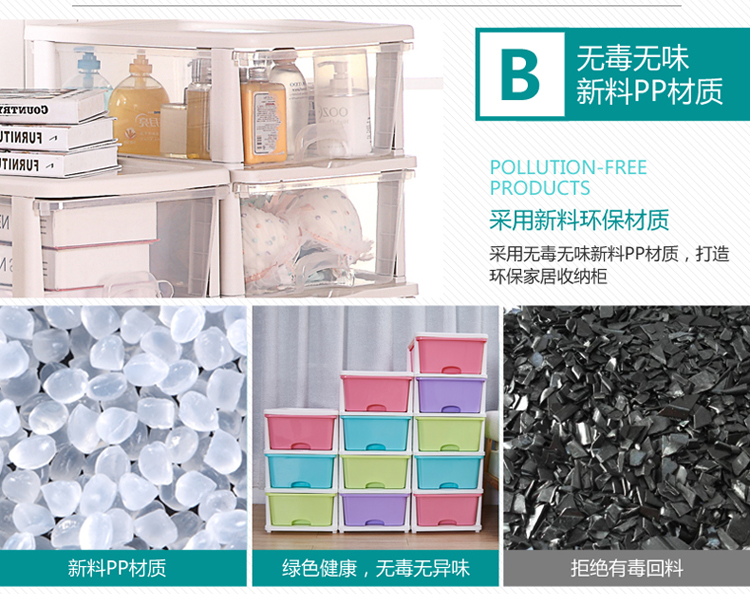 B
无毒无味
新料PP材质
POLLUTION-FREE
PRODUCTS
采用新料环保材质
采用无毒无味新料PP材质，打造
环保家居收纳柜
COUNTRY
FURNITU
FURNITU
新料PP材质
绿色健康，无毒无异味
拒绝有毒回料